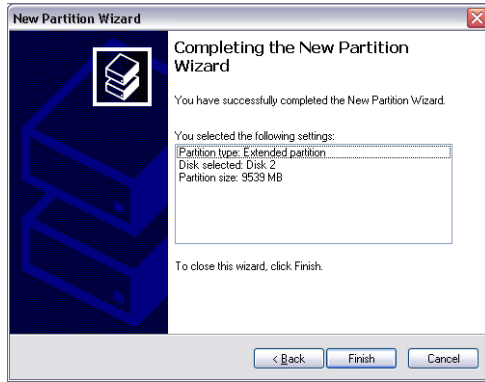 New Partition Wizard
Completing the New Partition
Wizard
You have successfully completed the New Partition Wizard.
You selected the following settings:
Partition type: Extended partition
Disk selected: Disk 2
Partition size: 9539 MB
To close this wizard, click Finish.
< Back Finish Cancel